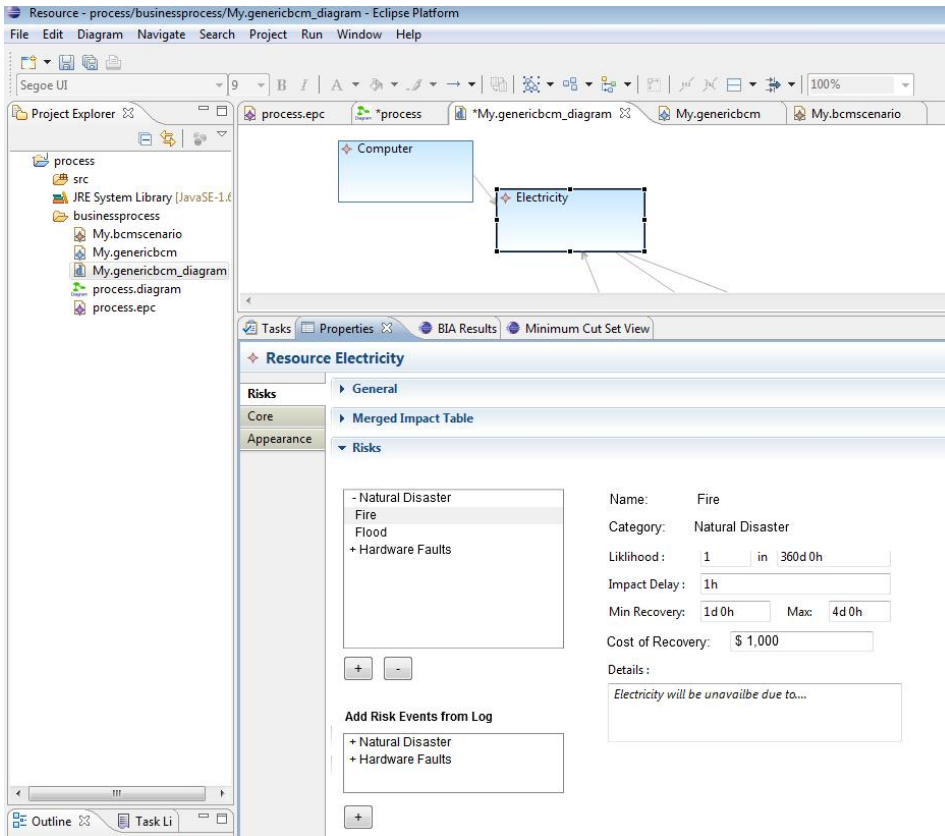 Resource - process/businessprocess/My.genericbcm_diagram - Eclipse Platform
File Edit Diagram Navigate Search Project Run Window Help
Segoe UI 9 B I A 100%
Project Explorer
process.epc *process *My.genericbcm_diagram My.genericbcm My.bcmscenario
process
src
JRE System Library [JavaSE-1.6
businessprocess
My.bcmscenario
My.genericbcm
My.genericbcm_diagram
process.diagram
process.epc
Computer
Electricity
Tasks Properties BIA Results Minimum Cut Set View
Resource Electricity
Risks
Core
Appearance
General
Merged Impact Table
Risks
- Natural Disaster
Fire
Flood
+ Hardware Faults
+ -
Name: Fire
Category: Natural Disaster
Liklihood : 1 in 360d 0h
Impact Delay : 1h
Min Recovery: 1d 0h Max: 4d 0h
Cost of Recovery: $ 1,000
Details :
Electricity will be unavailbe due to....
Add Risk Events from Log
+ Natural Disaster
+ Hardware Faults
+
Outline Task Li